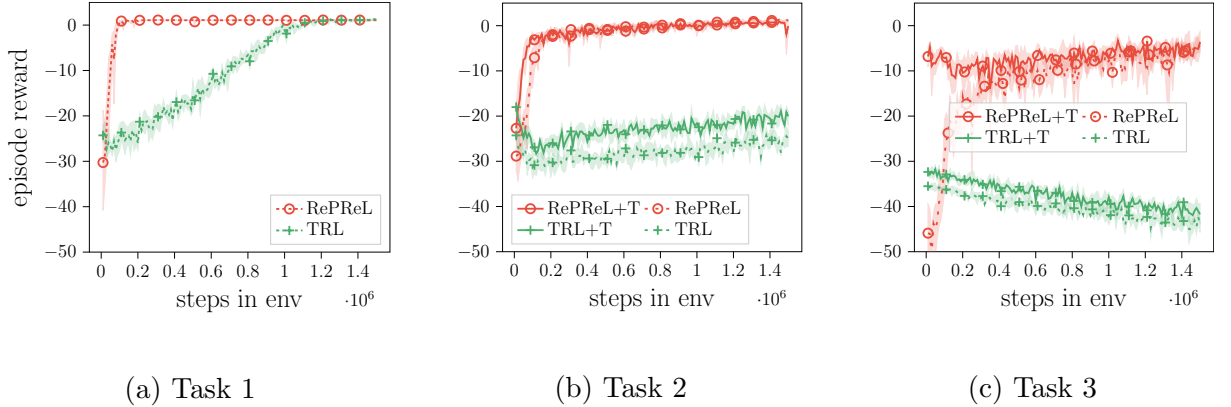 episode reward
0
−10
−20
−30
−40
−50
RePReL
TRL
0 0.2 0.4 0.6 0.8 1 1.2 1.4
steps in env ·10⁶
(a) Task 1
0
−10
−20
−30
−40
−50
RePReL+T RePReL
TRL+T TRL
0 0.2 0.4 0.6 0.8 1 1.2 1.4
steps in env ·10⁶
(b) Task 2
0
−10
−20
−30
−40
−50
RePReL+T RePReL
TRL+T TRL
0 0.2 0.4 0.6 0.8 1 1.2 1.4
steps in env ·10⁶
(c) Task 3